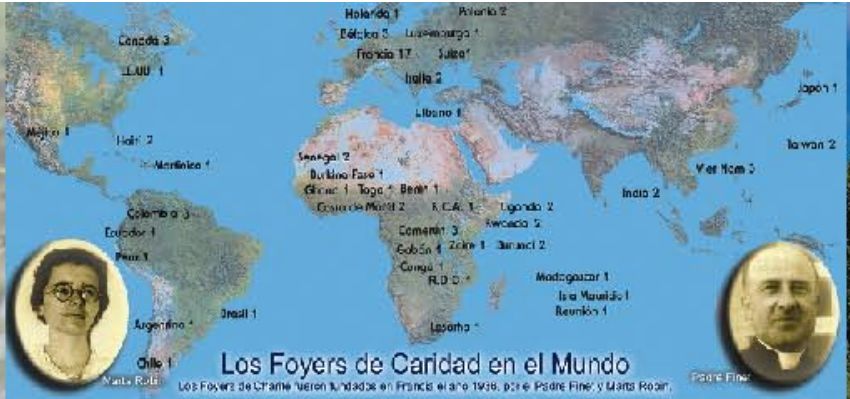 Holanda 1
Polonia 2
Canadá 3
Bélgica 3
Luxemburgo 1
Francia 17
Suiza 1
EE.UU. 1
Italia 2
Japón 1
Líbano 1
Méjico 1
Haití 2
Taiwan 2
Martinica 1
Senegal 2
Viet Nam 3
Burkina Faso 1
Ghana 1
Togo 1
Benin 1
India 2
Costa de Marfil 2
R.C.A. 1
Uganda 2
Colombia 3
Rwanda 2
Ecuador 1
Camerún 3
Gabón 1
Zaire 1
Burundi 2
Perú 1
Congo 1
R.D.C. 1
Madagascar 1
Isla Mauricio 1
Reunión 1
Brasil 1
Argentina 1
Lesotho 1
Chile 1
Los Foyers de Caridad en el Mundo
Marta Robin
Padre Finet
Los Foyers de Charité fueron fundados en Francia el año 1936, por el Padre Finet y Marta Robin.